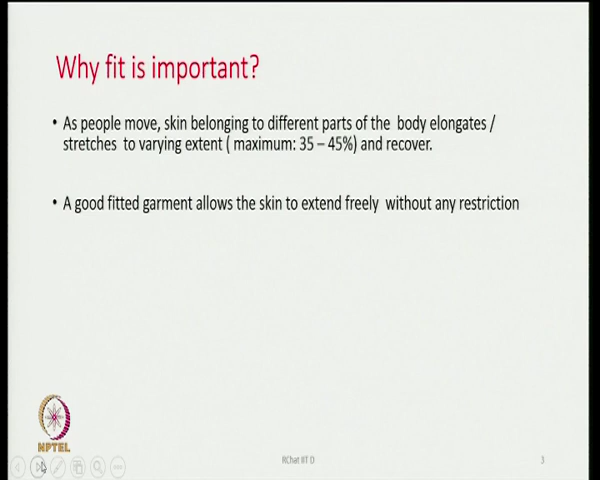 Why fit is important?
• As people move, skin belonging to different parts of the body elongates /
stretches to varying extent ( maximum: 35 – 45%) and recover.
• A good fitted garment allows the skin to extend freely without any restriction
NPTEL
RChat IIT D
3